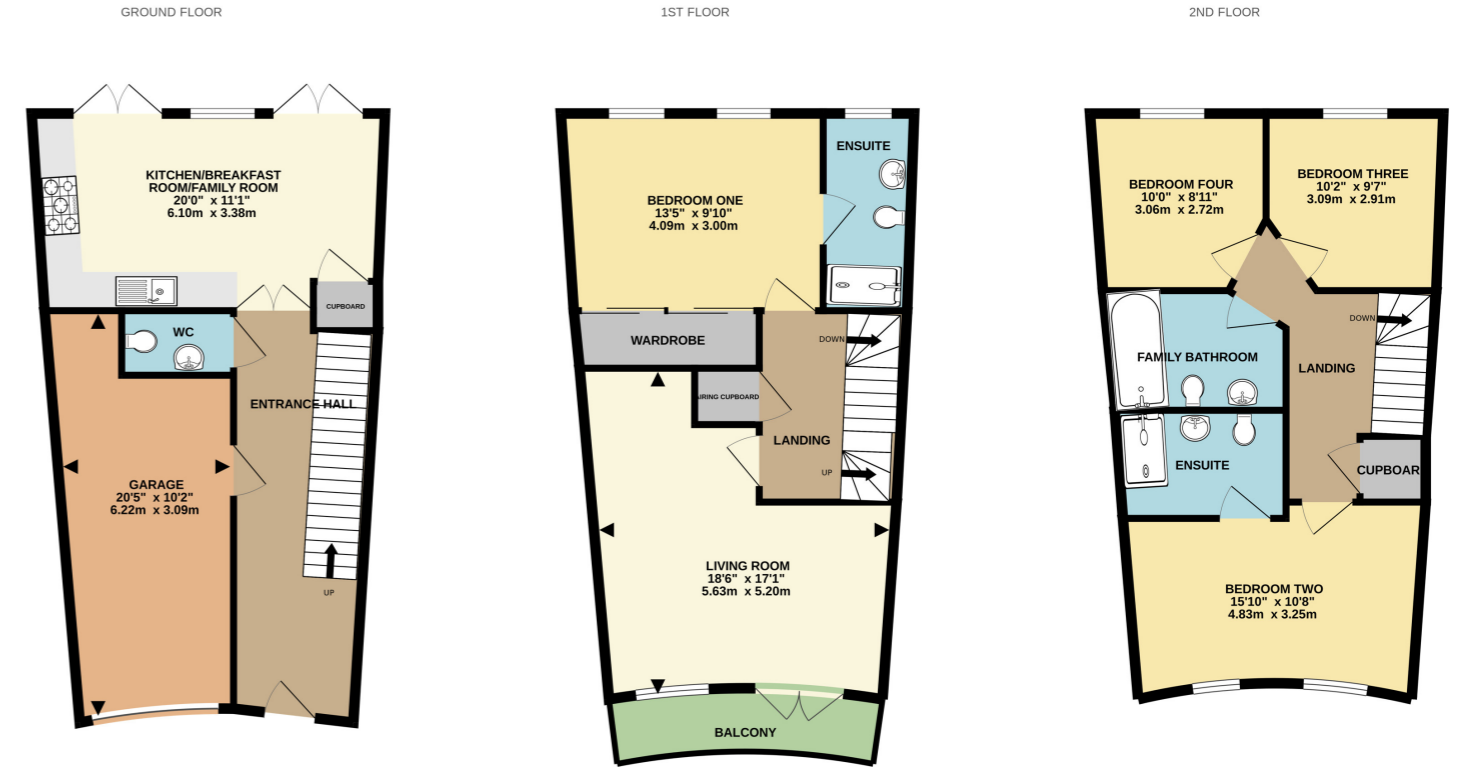 GROUND FLOOR
KITCHEN/BREAKFAST
ROOM/FAMILY ROOM
20'0" x 11'1"
6.10m x 3.38m
CUPBOARD
WC
ENTRANCE HALL
GARAGE
20'5" x 10'2"
6.22m x 3.09m
UP
1ST FLOOR
ENSUITE
BEDROOM ONE
13'5" x 9'10"
4.09m x 3.00m
WARDROBE
DOWN
IRING CUPBOARD
LANDING
UP
LIVING ROOM
18'6" x 17'1"
5.63m x 5.20m
BALCONY
2ND FLOOR
BEDROOM FOUR
10'0" x 8'11"
3.06m x 2.72m
BEDROOM THREE
10'2" x 9'7"
3.09m x 2.91m
DOWN
FAMILY BATHROOM
LANDING
ENSUITE
CUPBOAR
BEDROOM TWO
15'10" x 10'8"
4.83m x 3.25m